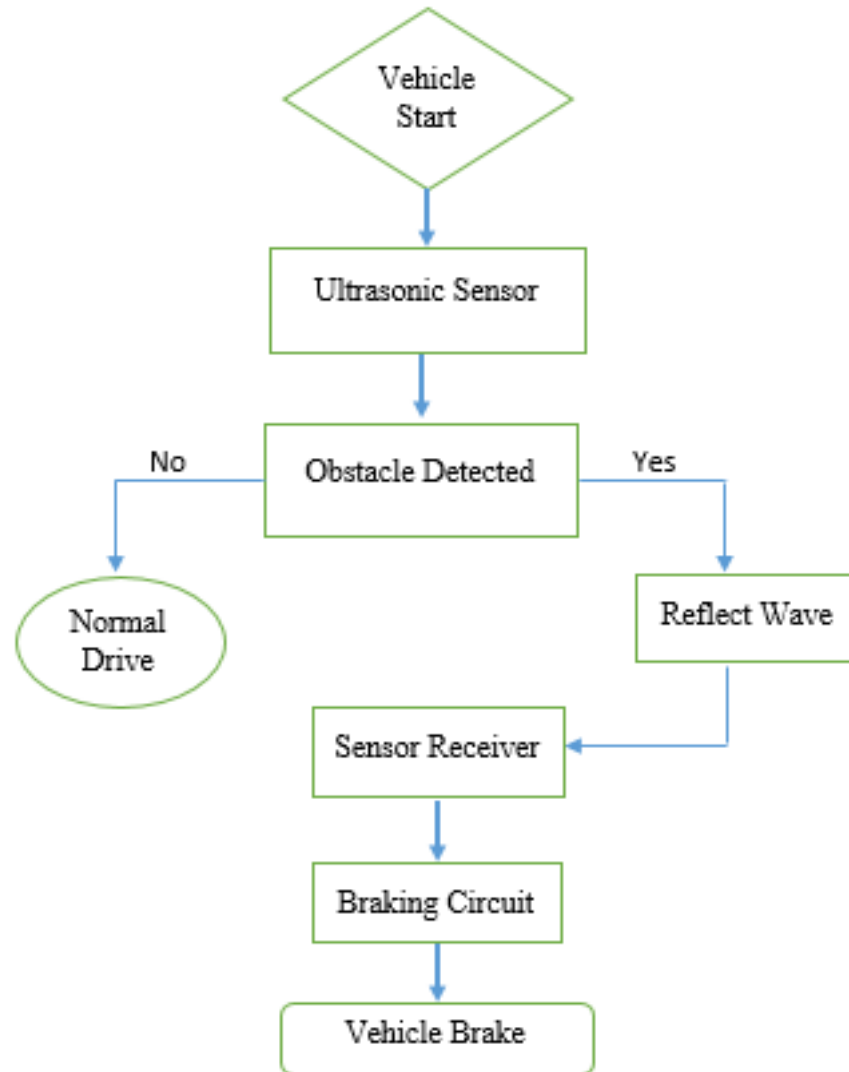 Vehicle
Start
Ultrasonic Sensor
Obstacle Detected
No
Yes
Normal
Drive
Reflect Wave
Sensor Receiver
Braking Circuit
Vehicle Brake